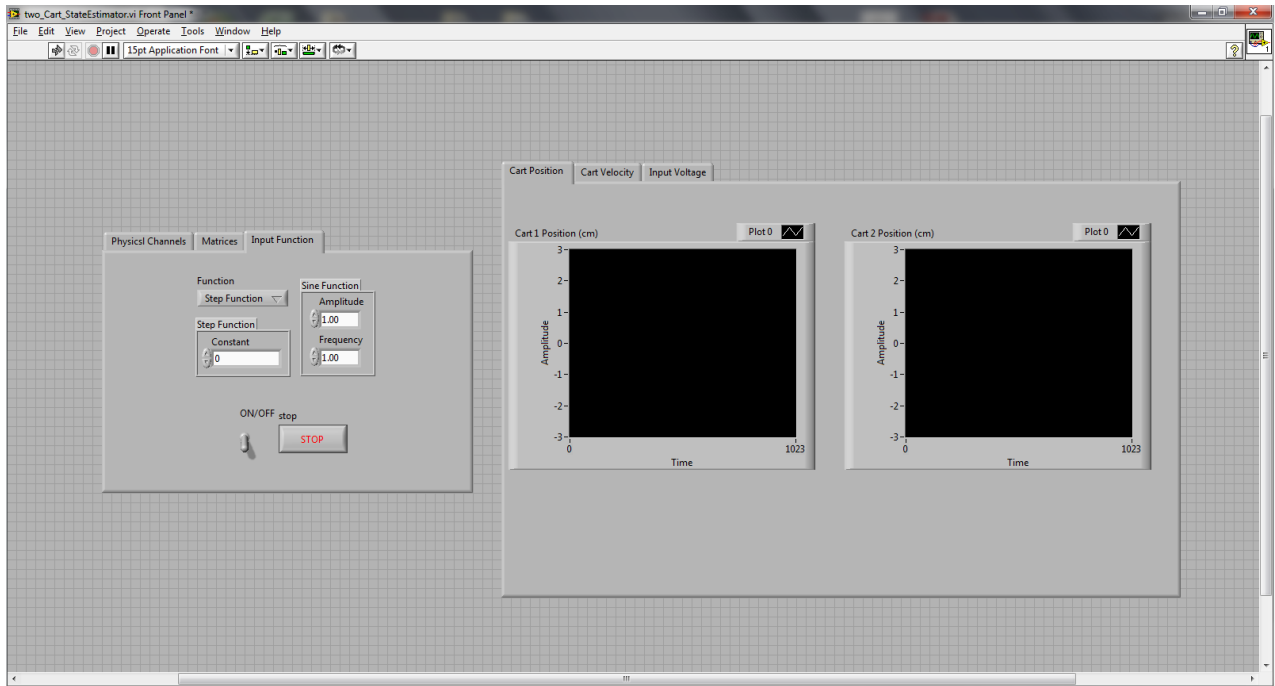 two_Cart_StateEstimator.vi Front Panel *
File Edit View Project Operate Tools Window Help
15pt Application Font
1
Cart Position Cart Velocity Input Voltage
Physicsl Channels Matrices Input Function
Function
Step Function
Sine Function
Amplitude
1.00
Step Function
Constant
0
Frequency
1.00
ON/OFF
stop
STOP
Cart 1 Position (cm)
Plot 0
3
2
1
0
-1
-2
-3
Amplitude
0
1023
Time
Cart 2 Position (cm)
Plot 0
3
2
1
0
-1
-2
-3
Amplitude
0
1023
Time